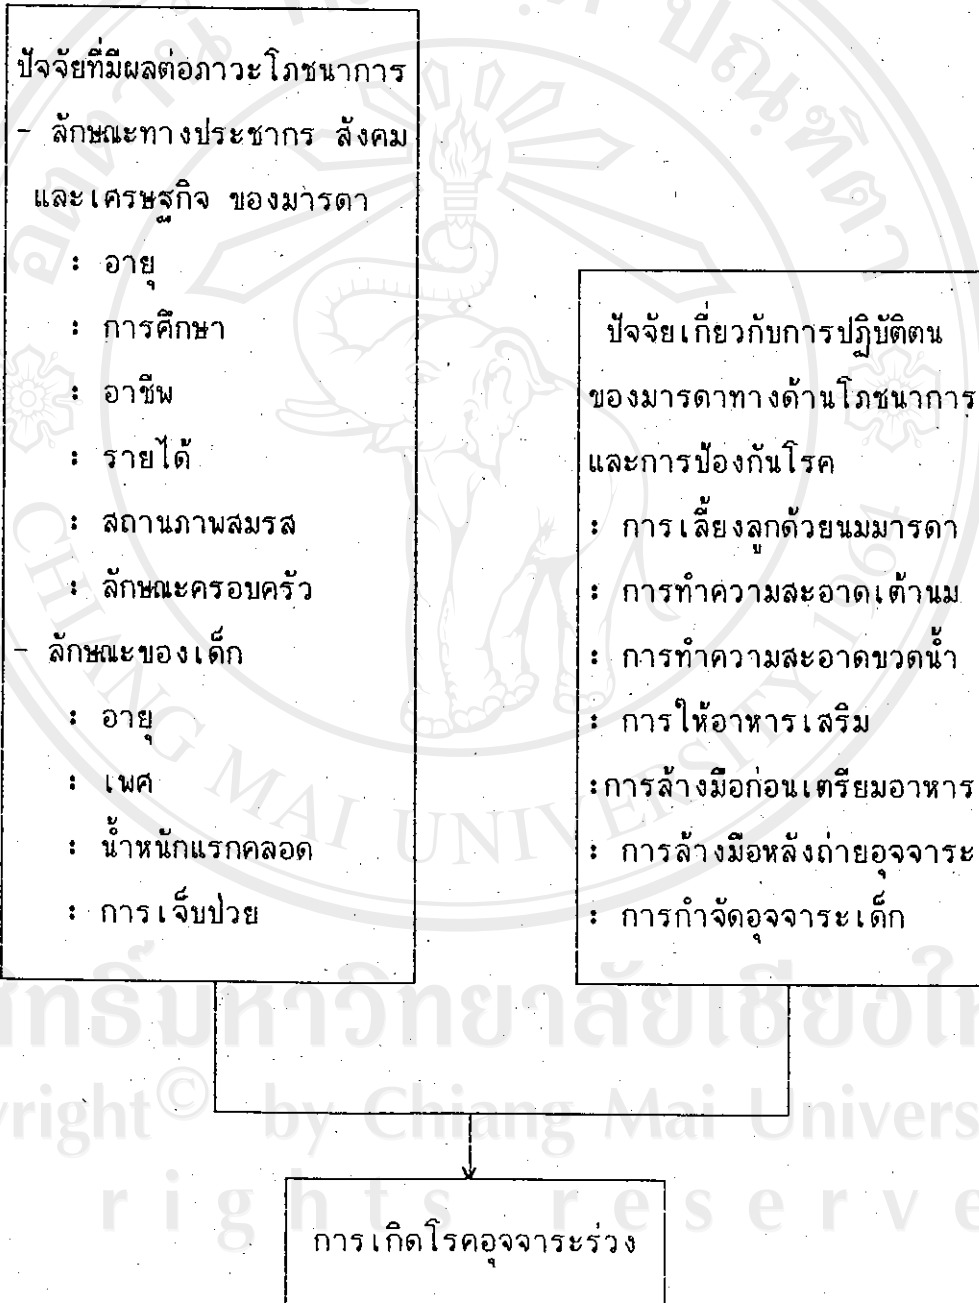 ปัจจัยที่มีผลต่อภาวะโภชนาการ
- ลักษณะทางประชากร สังคม
และเศรษฐกิจ ของมารดา
: อายุ
: การศึกษา
: อาชีพ
: รายได้
: สถานภาพสมรส
: ลักษณะครอบครัว
- ลักษณะของเด็ก
: อายุ
: เพศ
: น้ำหนักแรกคลอด
: การเจ็บป่วย
ปัจจัยเกี่ยวกับการปฏิบัติตน
ของมารดาทางด้านโภชนาการ
และการป้องกันโรค
: การเลี้ยงลูกด้วยนมมารดา
: การทำความสะอาดเต้านม
: การทำความสะอาดขวดน้ำ
: การให้อาหารเสริม
:การล้างมือก่อนเตรียมอาหาร
: การล้างมือหลังถ่ายอุจจาระ
: การกำจัดอุจจาระเด็ก
การเกิดโรคอุจจาระร่วง
CHIANG MAI UNIVERSITY 1964
by Chiang Mai